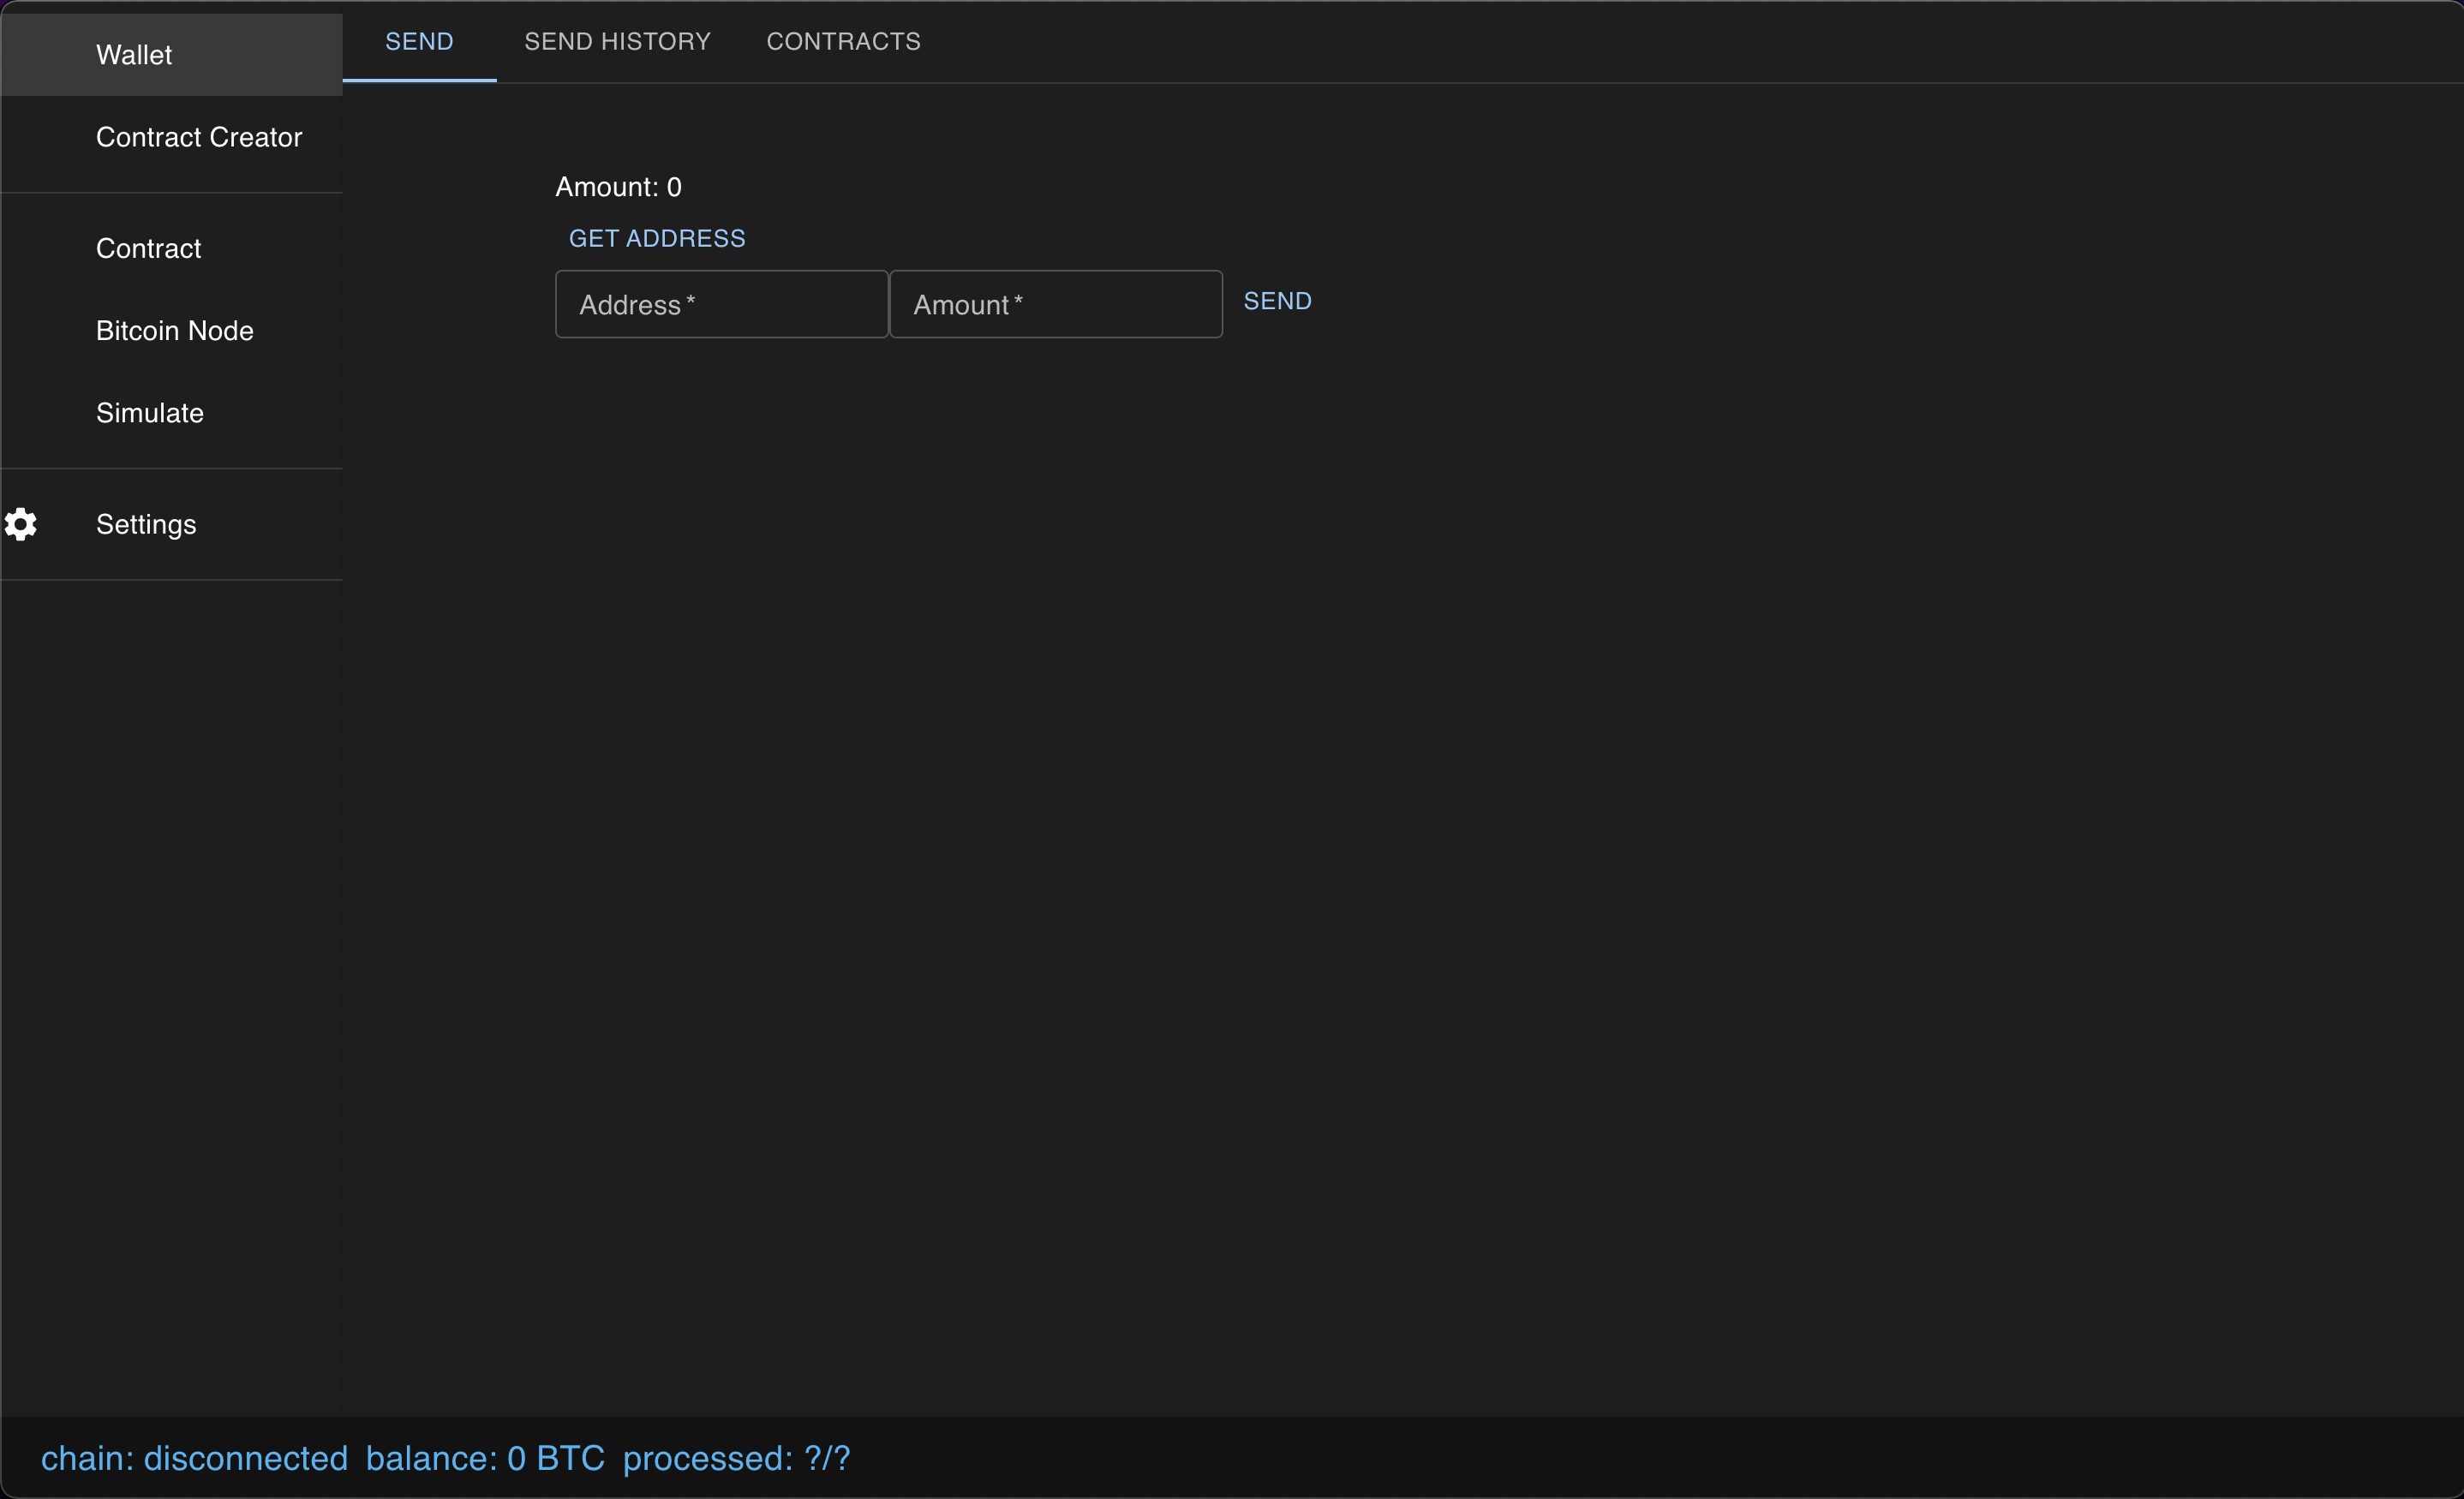 Wallet
Contract Creator
Contract
Bitcoin Node
Simulate
Settings
SEND SEND HISTORY CONTRACTS
Amount: 0
GET ADDRESS
Address * Amount * SEND
chain: disconnected balance: 0 BTC processed: ?/?